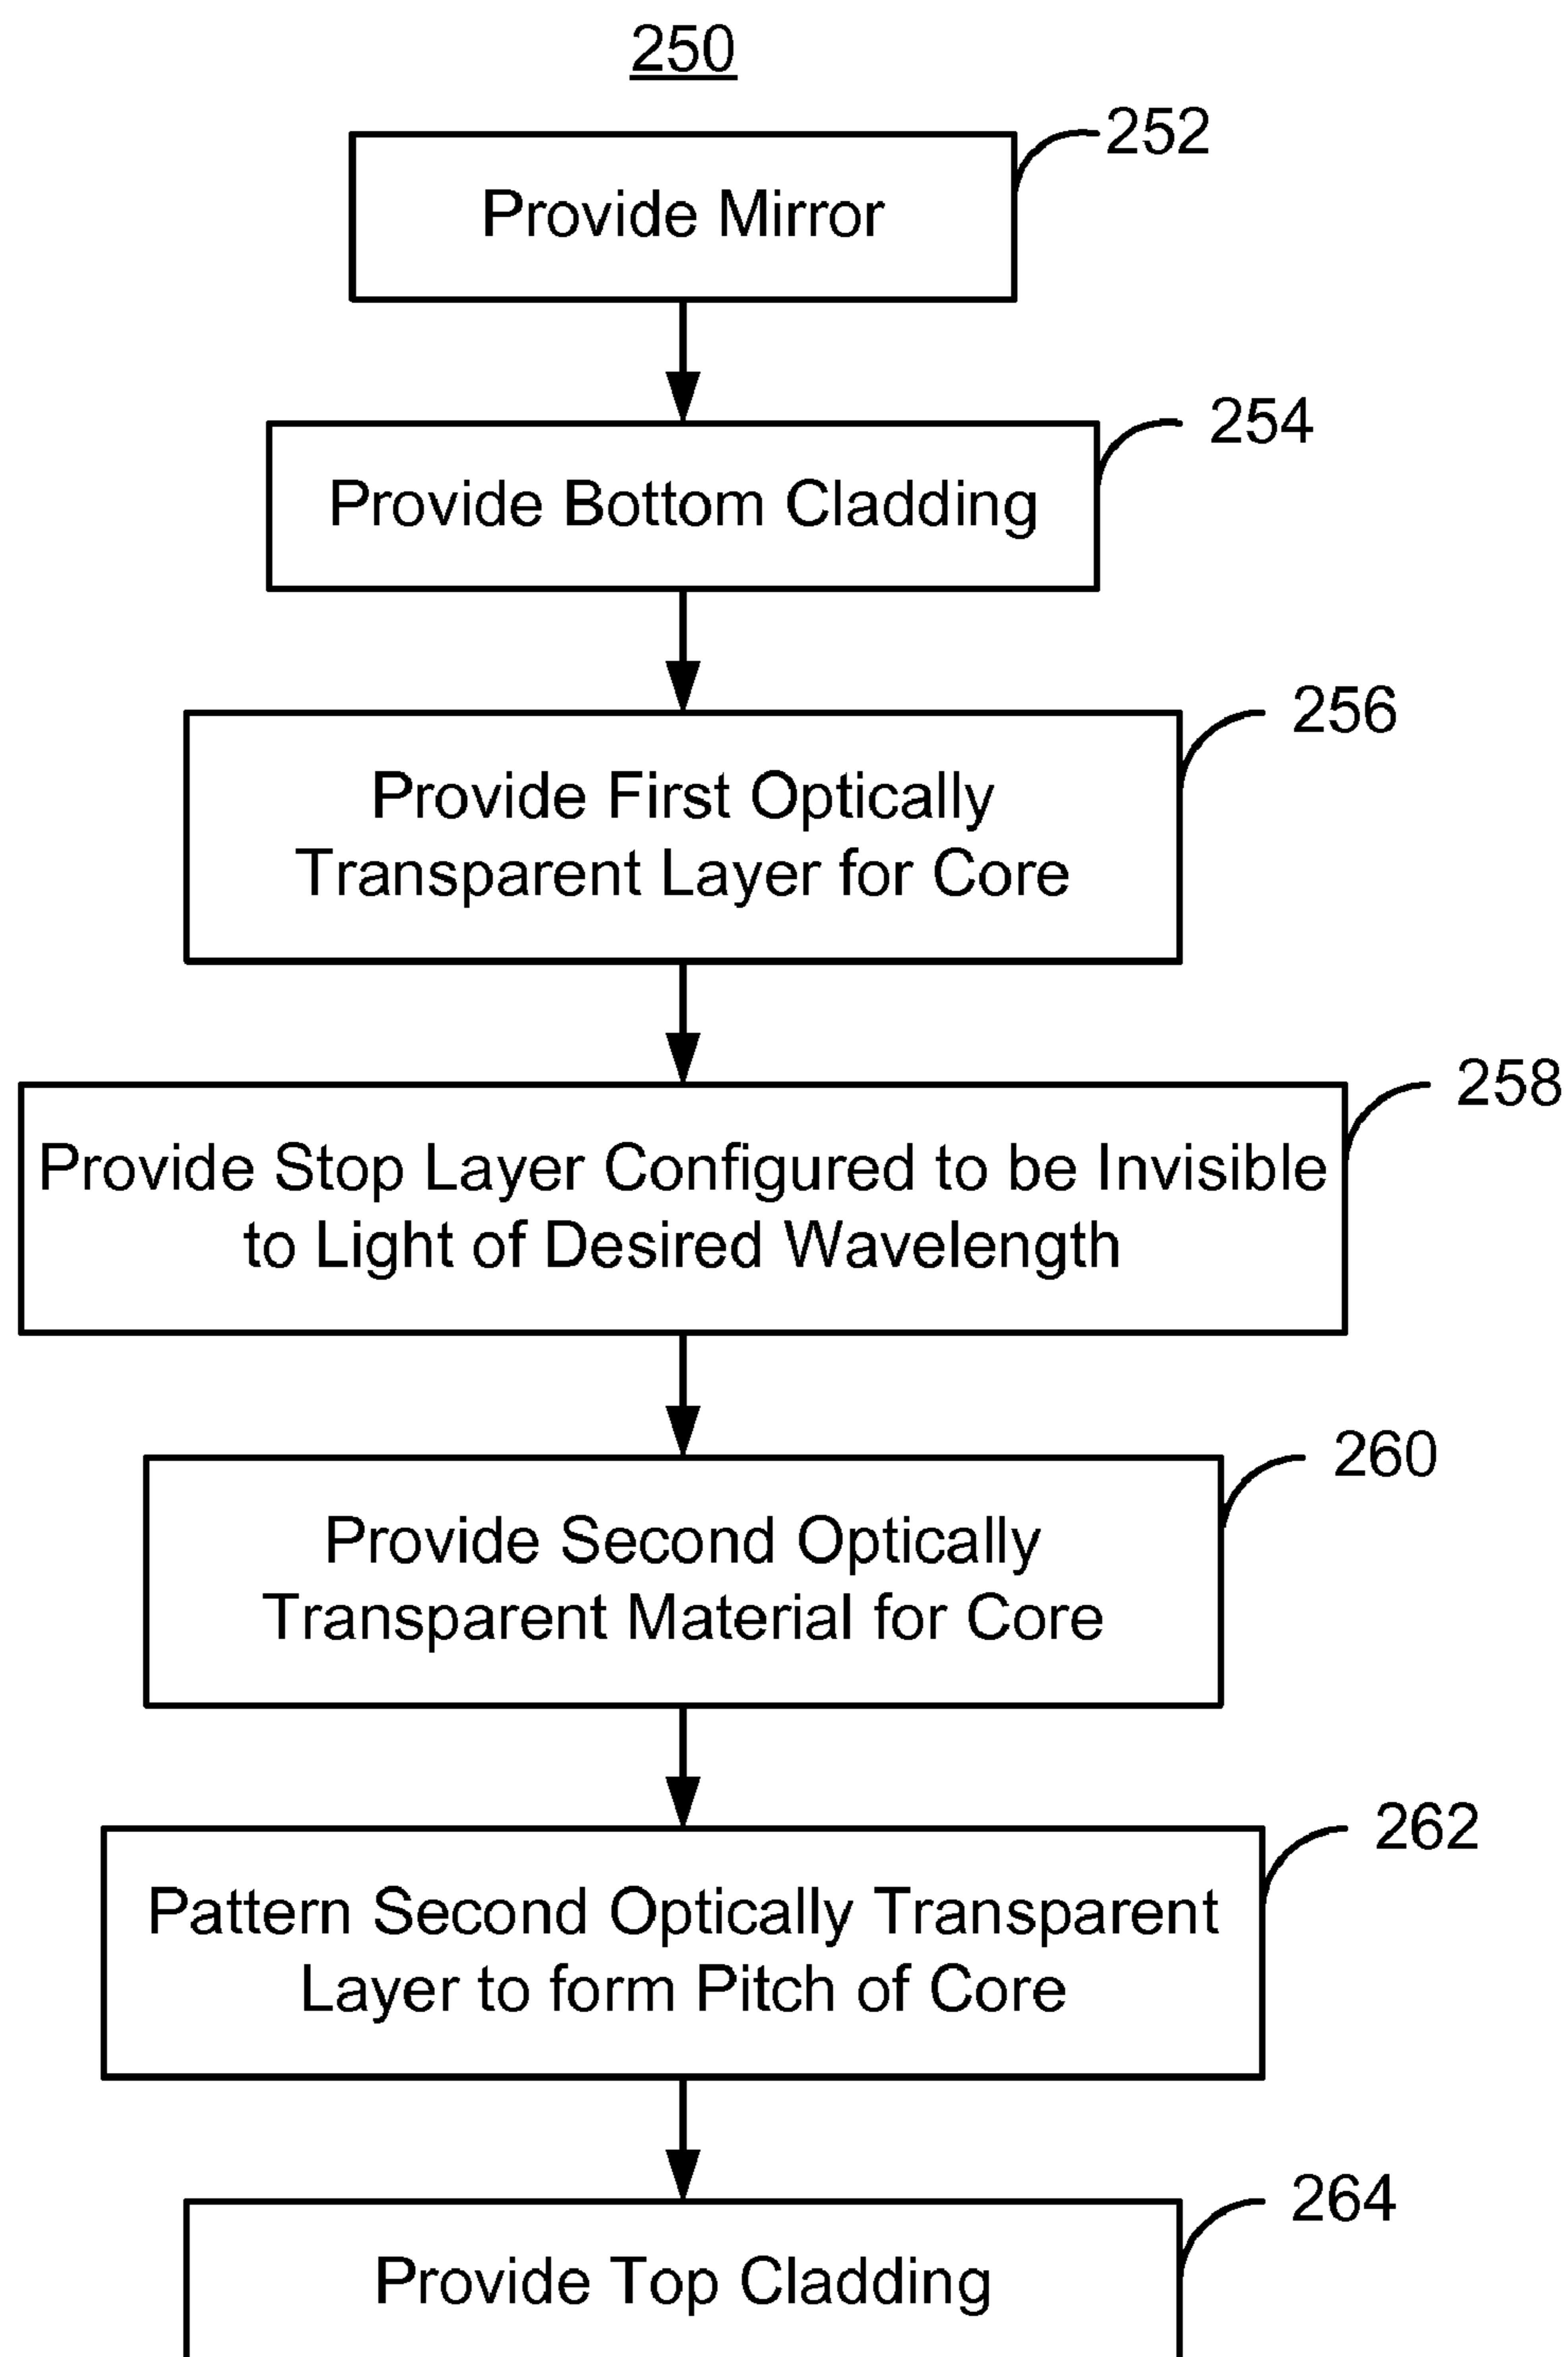 250
252
Provide Mirror
254
Provide Bottom Cladding
256
Provide First Optically
Transparent Layer for Core
258
Provide Stop Layer Configured to be Invisible
to Light of Desired Wavelength
260
Provide Second Optically
Transparent Material for Core
262
Pattern Second Optically Transparent
Layer to form Pitch of Core
264
Provide Top Cladding